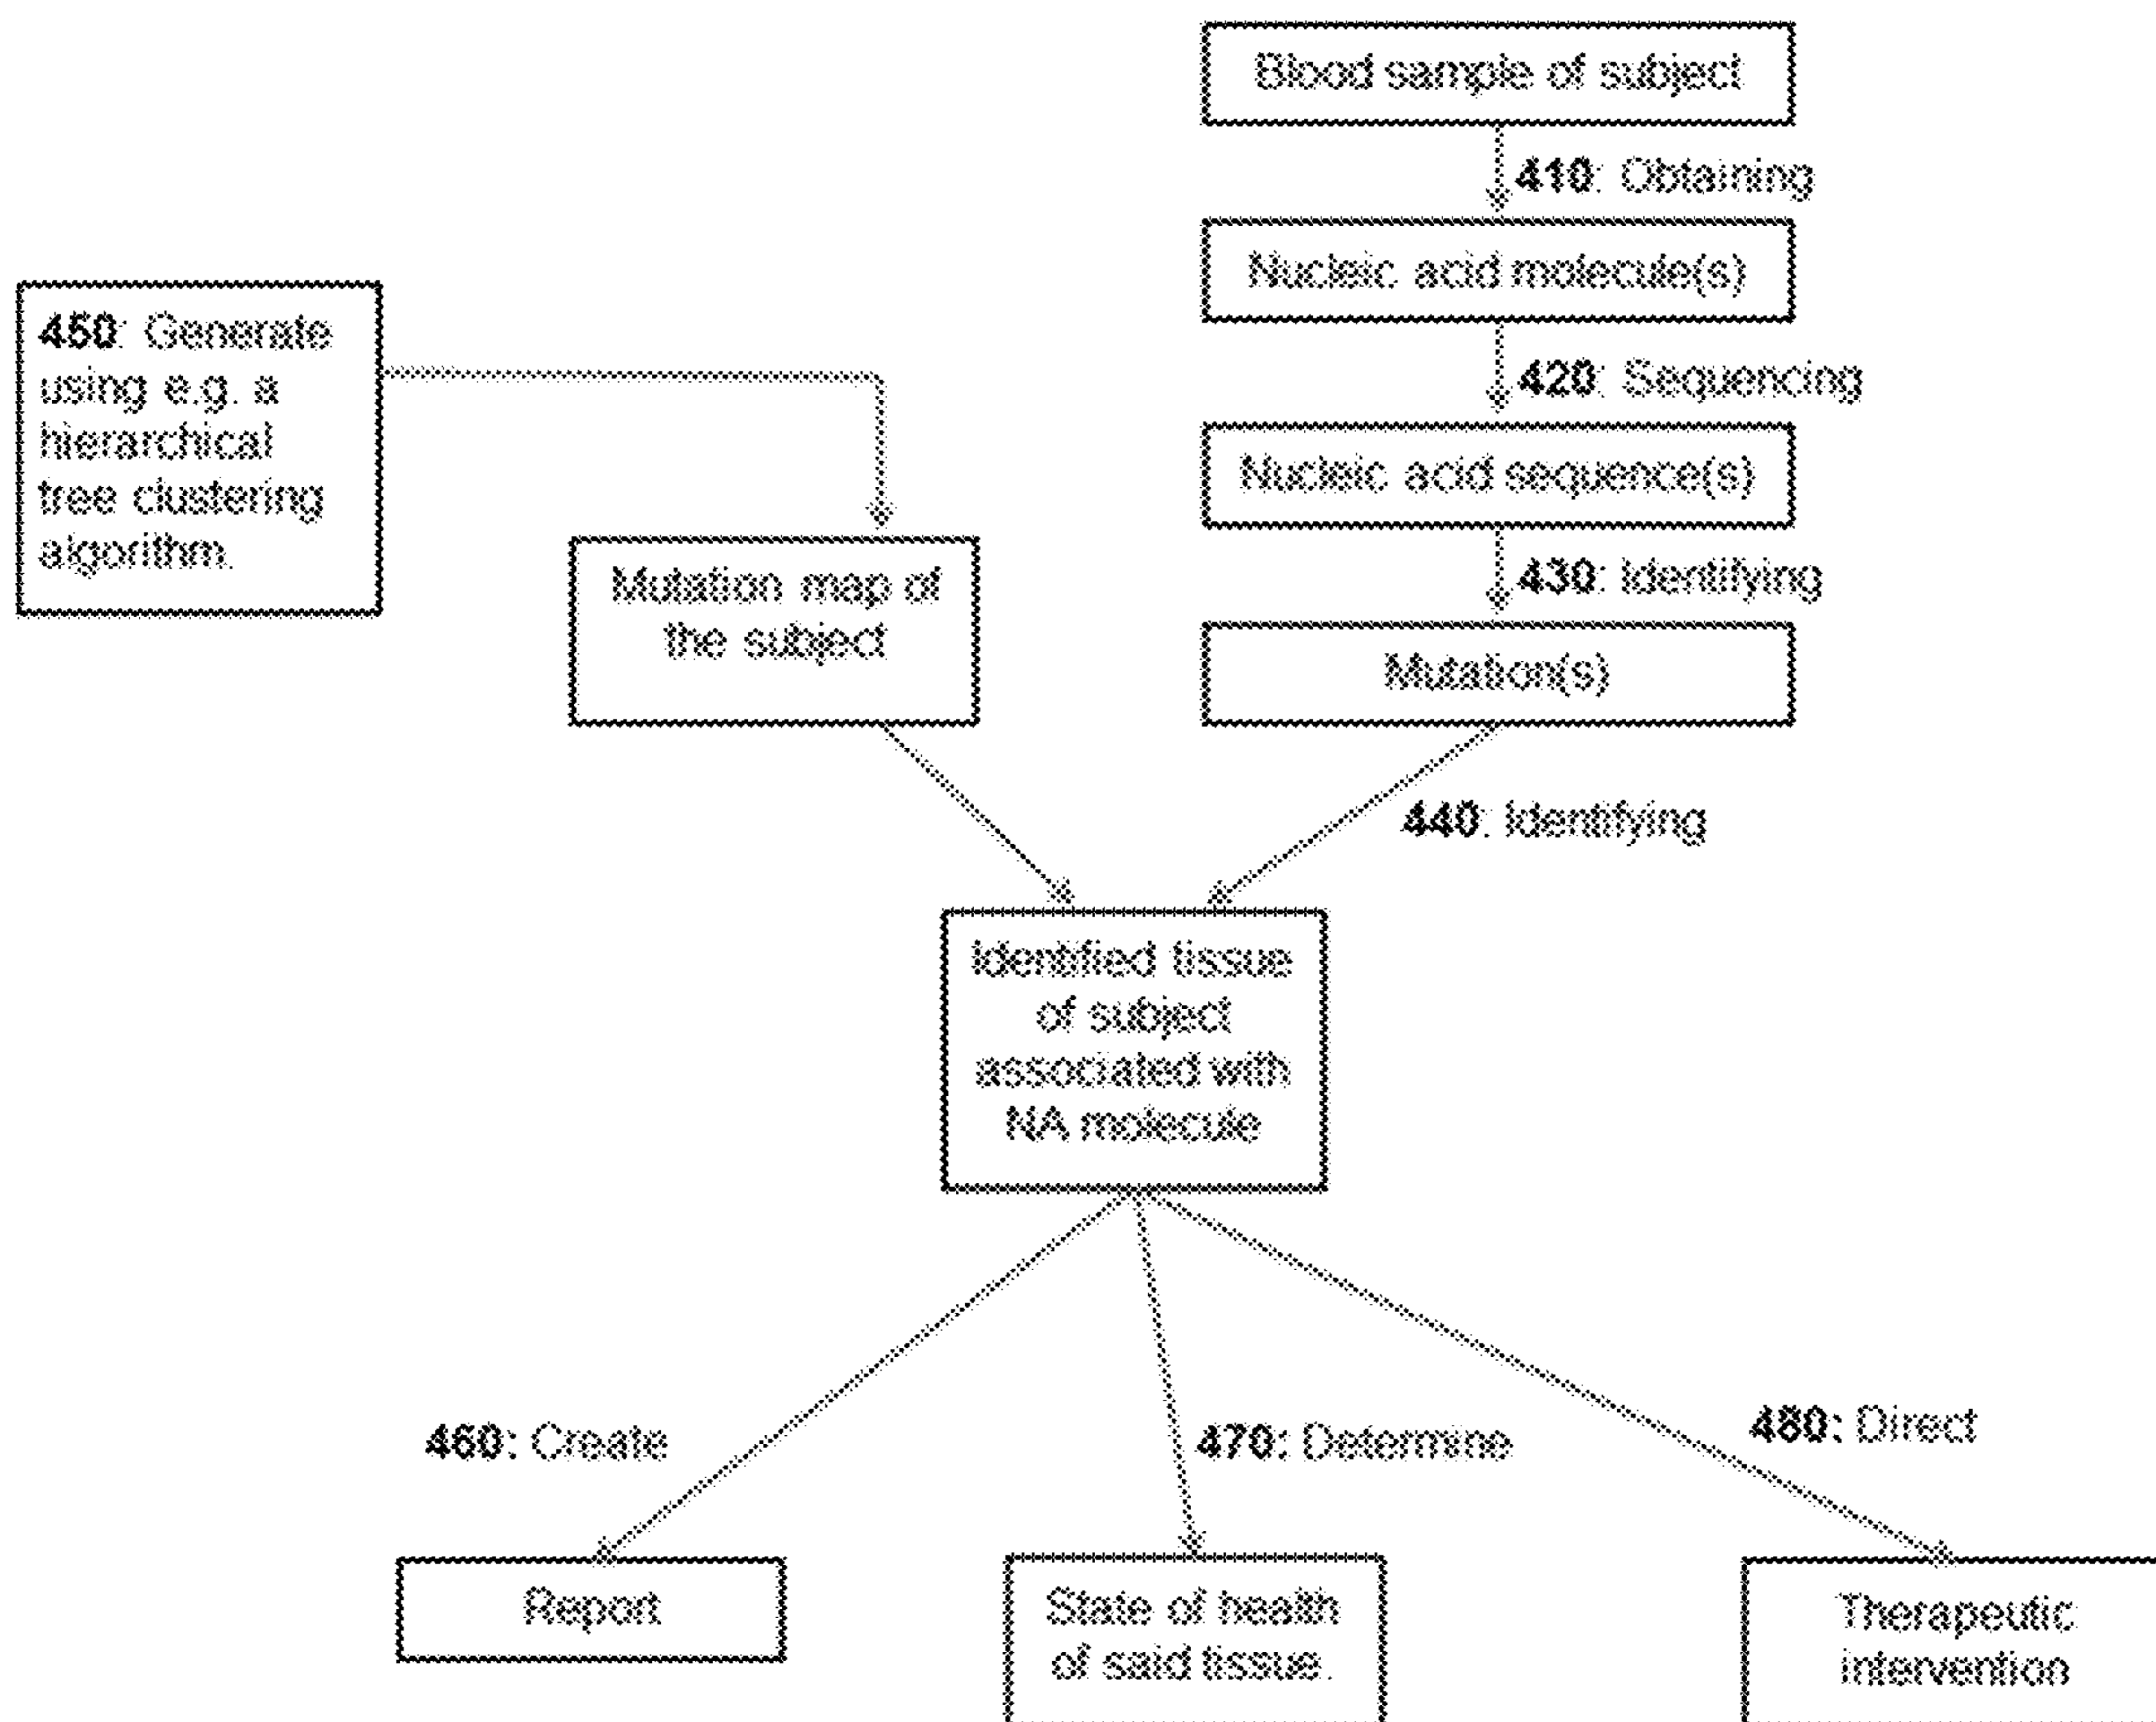 Blood sample of subject
410: Obtaining
Nucleic acid molecule(s)
420: Sequencing
Nucleic acid sequence(s)
430: Identifying
Mutation(s)
450: Generate
using e.g. a
hierarchical
tree clustering
algorithm.
Mutation map of
the subject
440: Identifying
Identified tissue
of subject
associated with
NA molecule
460: Create
470: Determine
480: Direct
Report
State of health
of said tissue.
Therapeutic
intervention